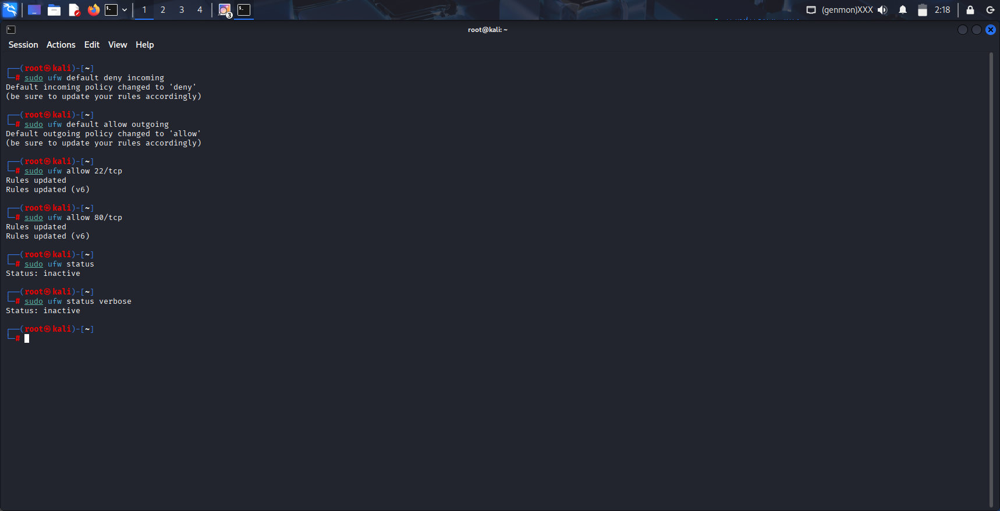 1 2 3 4 3 (genmon)XXX 2:18
root@kali: ~
Session Actions Edit View Help
┌──(root㉿kali)-[~]
└─# sudo ufw default deny incoming
Default incoming policy changed to 'deny'
(be sure to update your rules accordingly)
┌──(root㉿kali)-[~]
└─# sudo ufw default allow outgoing
Default outgoing policy changed to 'allow'
(be sure to update your rules accordingly)
┌──(root㉿kali)-[~]
└─# sudo ufw allow 22/tcp
Rules updated
Rules updated (v6)
┌──(root㉿kali)-[~]
└─# sudo ufw allow 80/tcp
Rules updated
Rules updated (v6)
┌──(root㉿kali)-[~]
└─# sudo ufw status
Status: inactive
┌──(root㉿kali)-[~]
└─# sudo ufw status verbose
Status: inactive
┌──(root㉿kali)-[~]
└─#